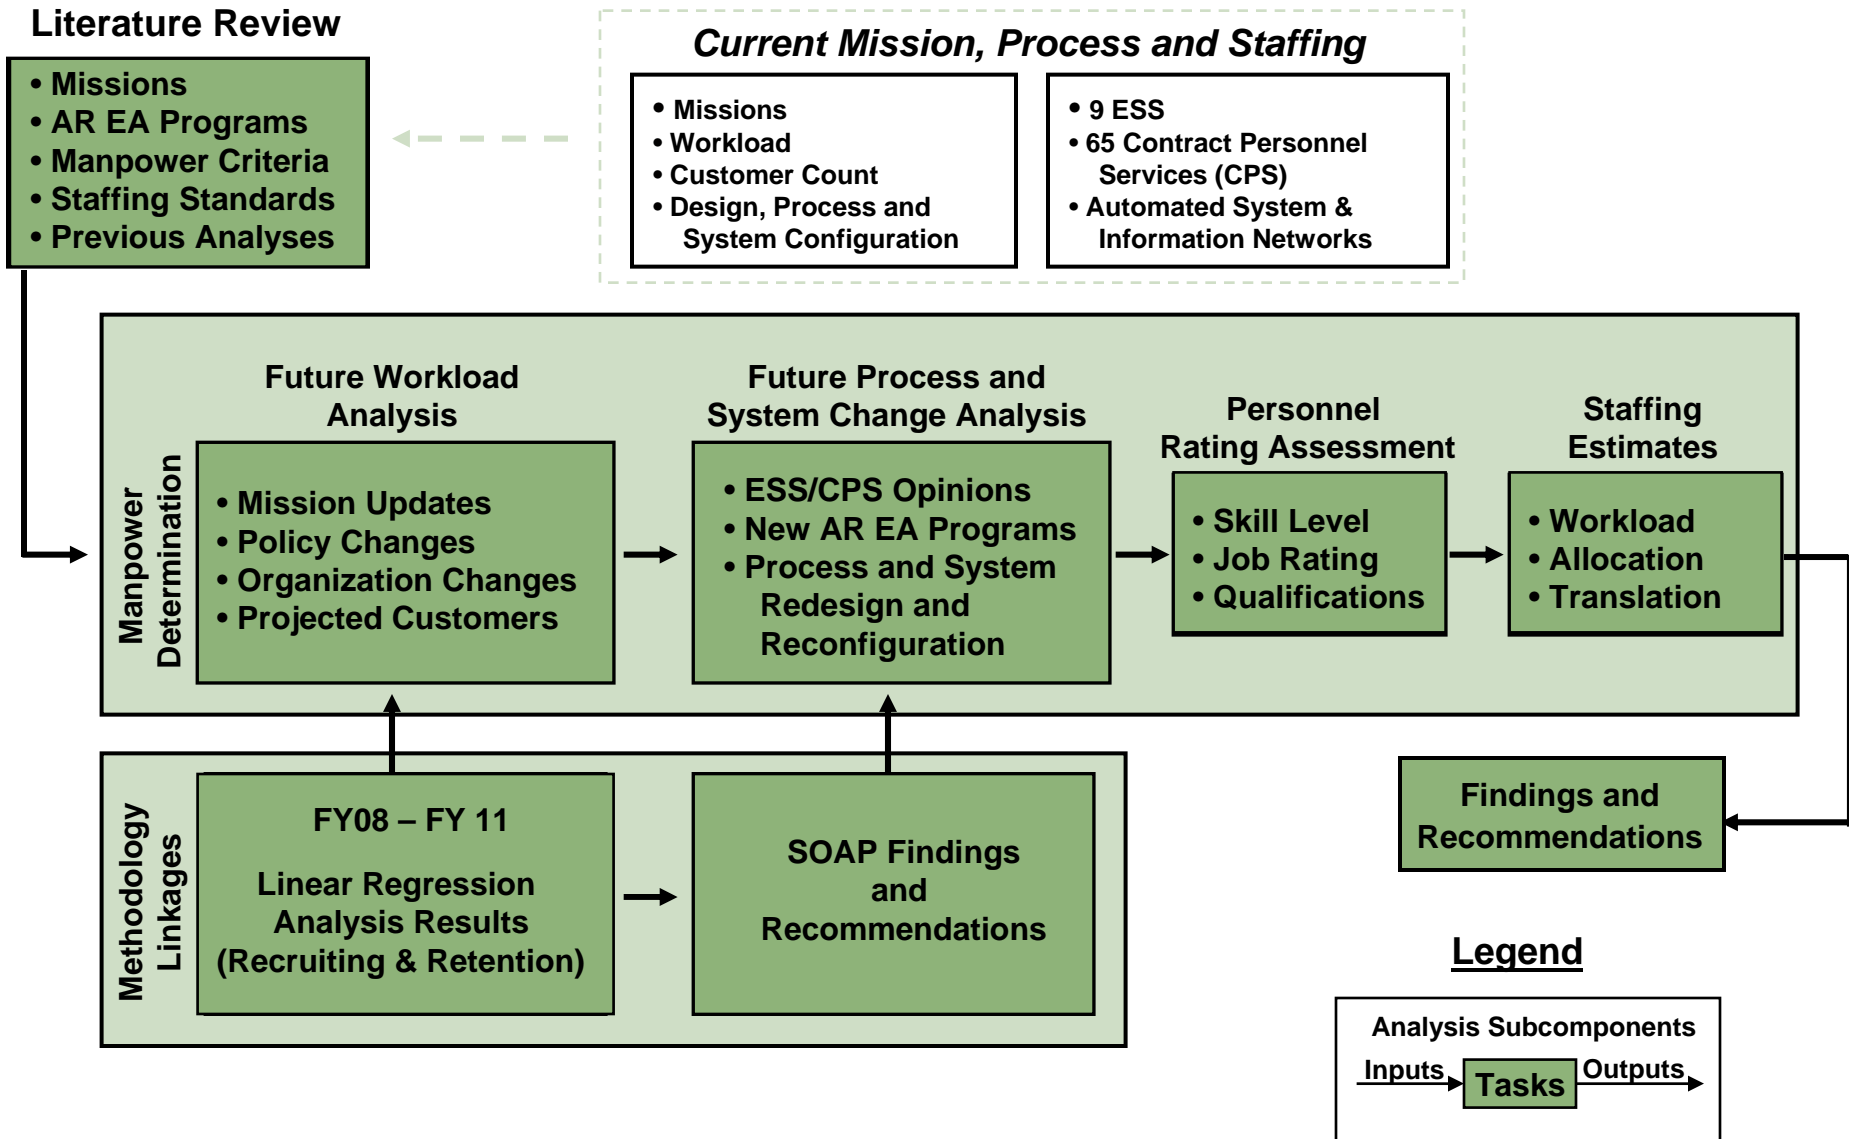 Literature Review
• Missions
• AR EA Programs
• Manpower Criteria
• Staffing Standards
• Previous Analyses
Current Mission, Process and Staffing
• Missions
• Workload
• Customer Count
• Design, Process and
System Configuration
• 9 ESS
• 65 Contract Personnel
Services (CPS)
• Automated System &
Information Networks
Manpower
Determination
Future Workload
Analysis
• Mission Updates
• Policy Changes
• Organization Changes
• Projected Customers
Future Process and
System Change Analysis
• ESS/CPS Opinions
• New AR EA Programs
• Process and System
Redesign and
Reconfiguration
Personnel
Rating Assessment
• Skill Level
• Job Rating
• Qualifications
Staffing
Estimates
• Workload
• Allocation
• Translation
Methodology
Linkages
FY08 – FY 11
Linear Regression
Analysis Results
(Recruiting & Retention)
SOAP Findings
and
Recommendations
Findings and
Recommendations
Legend
Analysis Subcomponents
Inputs
Tasks
Outputs